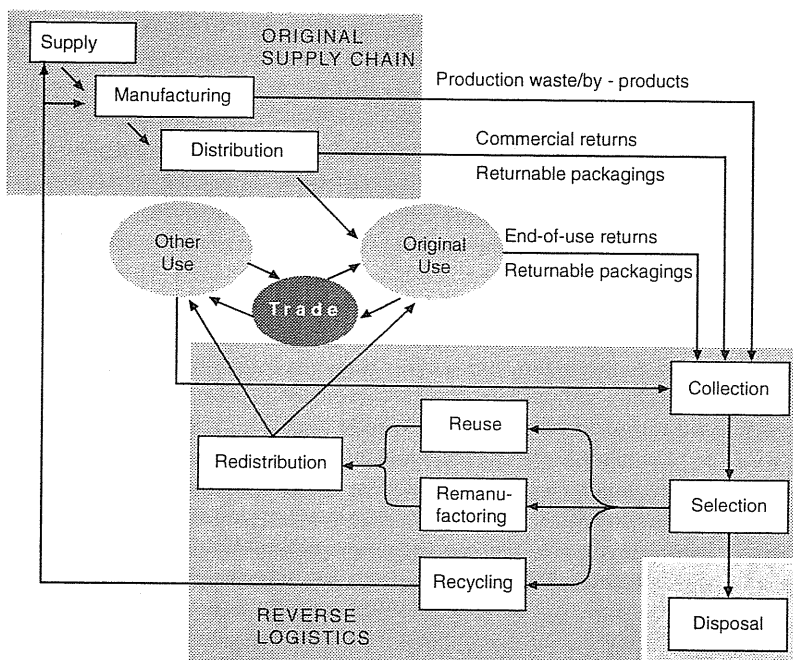 Supply
ORIGINAL
SUPPLY CHAIN
Manufacturing
Production waste/by - products
Distribution
Commercial returns
Returnable packagings
Other
Use
Original
Use
End-of-use returns
Returnable packagings
Trade
Collection
Reuse
Redistribution
Remanu-
factoring
Selection
Recycling
REVERSE
LOGISTICS
Disposal